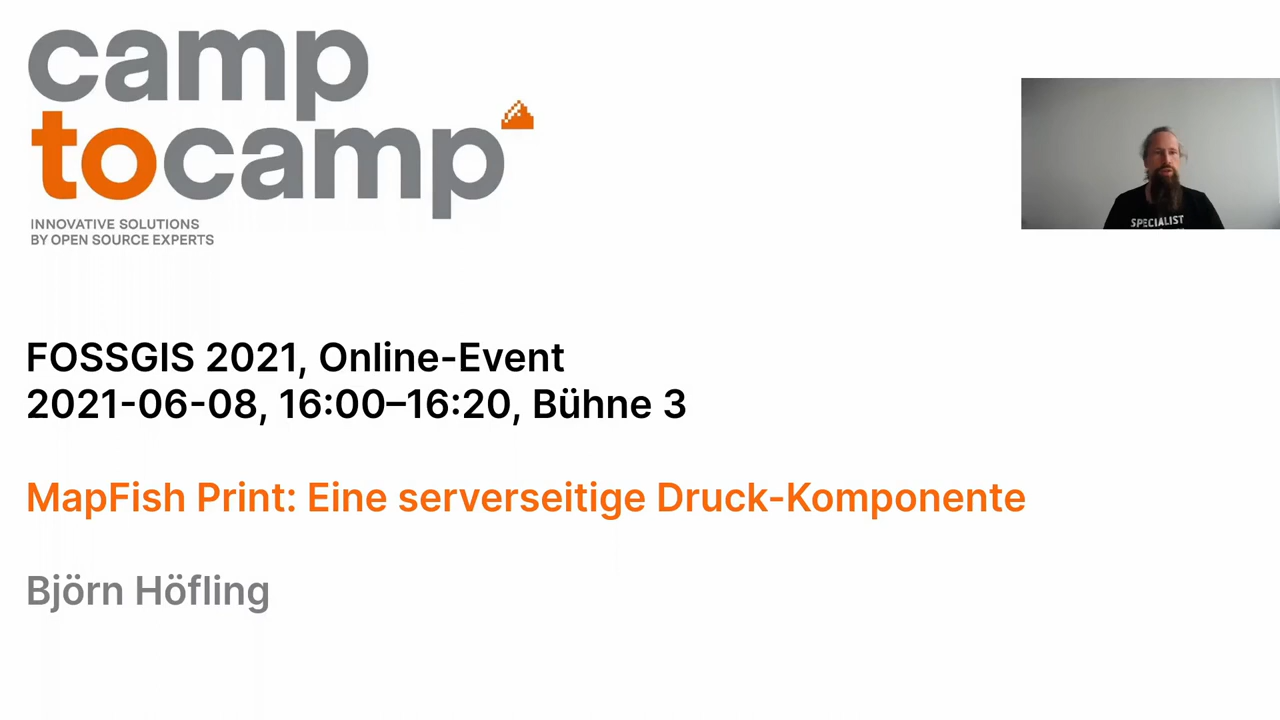 camp
tocamp
INNOVATIVE SOLUTIONS
BY OPEN SOURCE EXPERTS
SPECIALIST
FOSSGIS 2021, Online-Event
2021-06-08, 16:00–16:20, Bühne 3
MapFish Print: Eine serverseitige Druck-Komponente
Björn Höfling